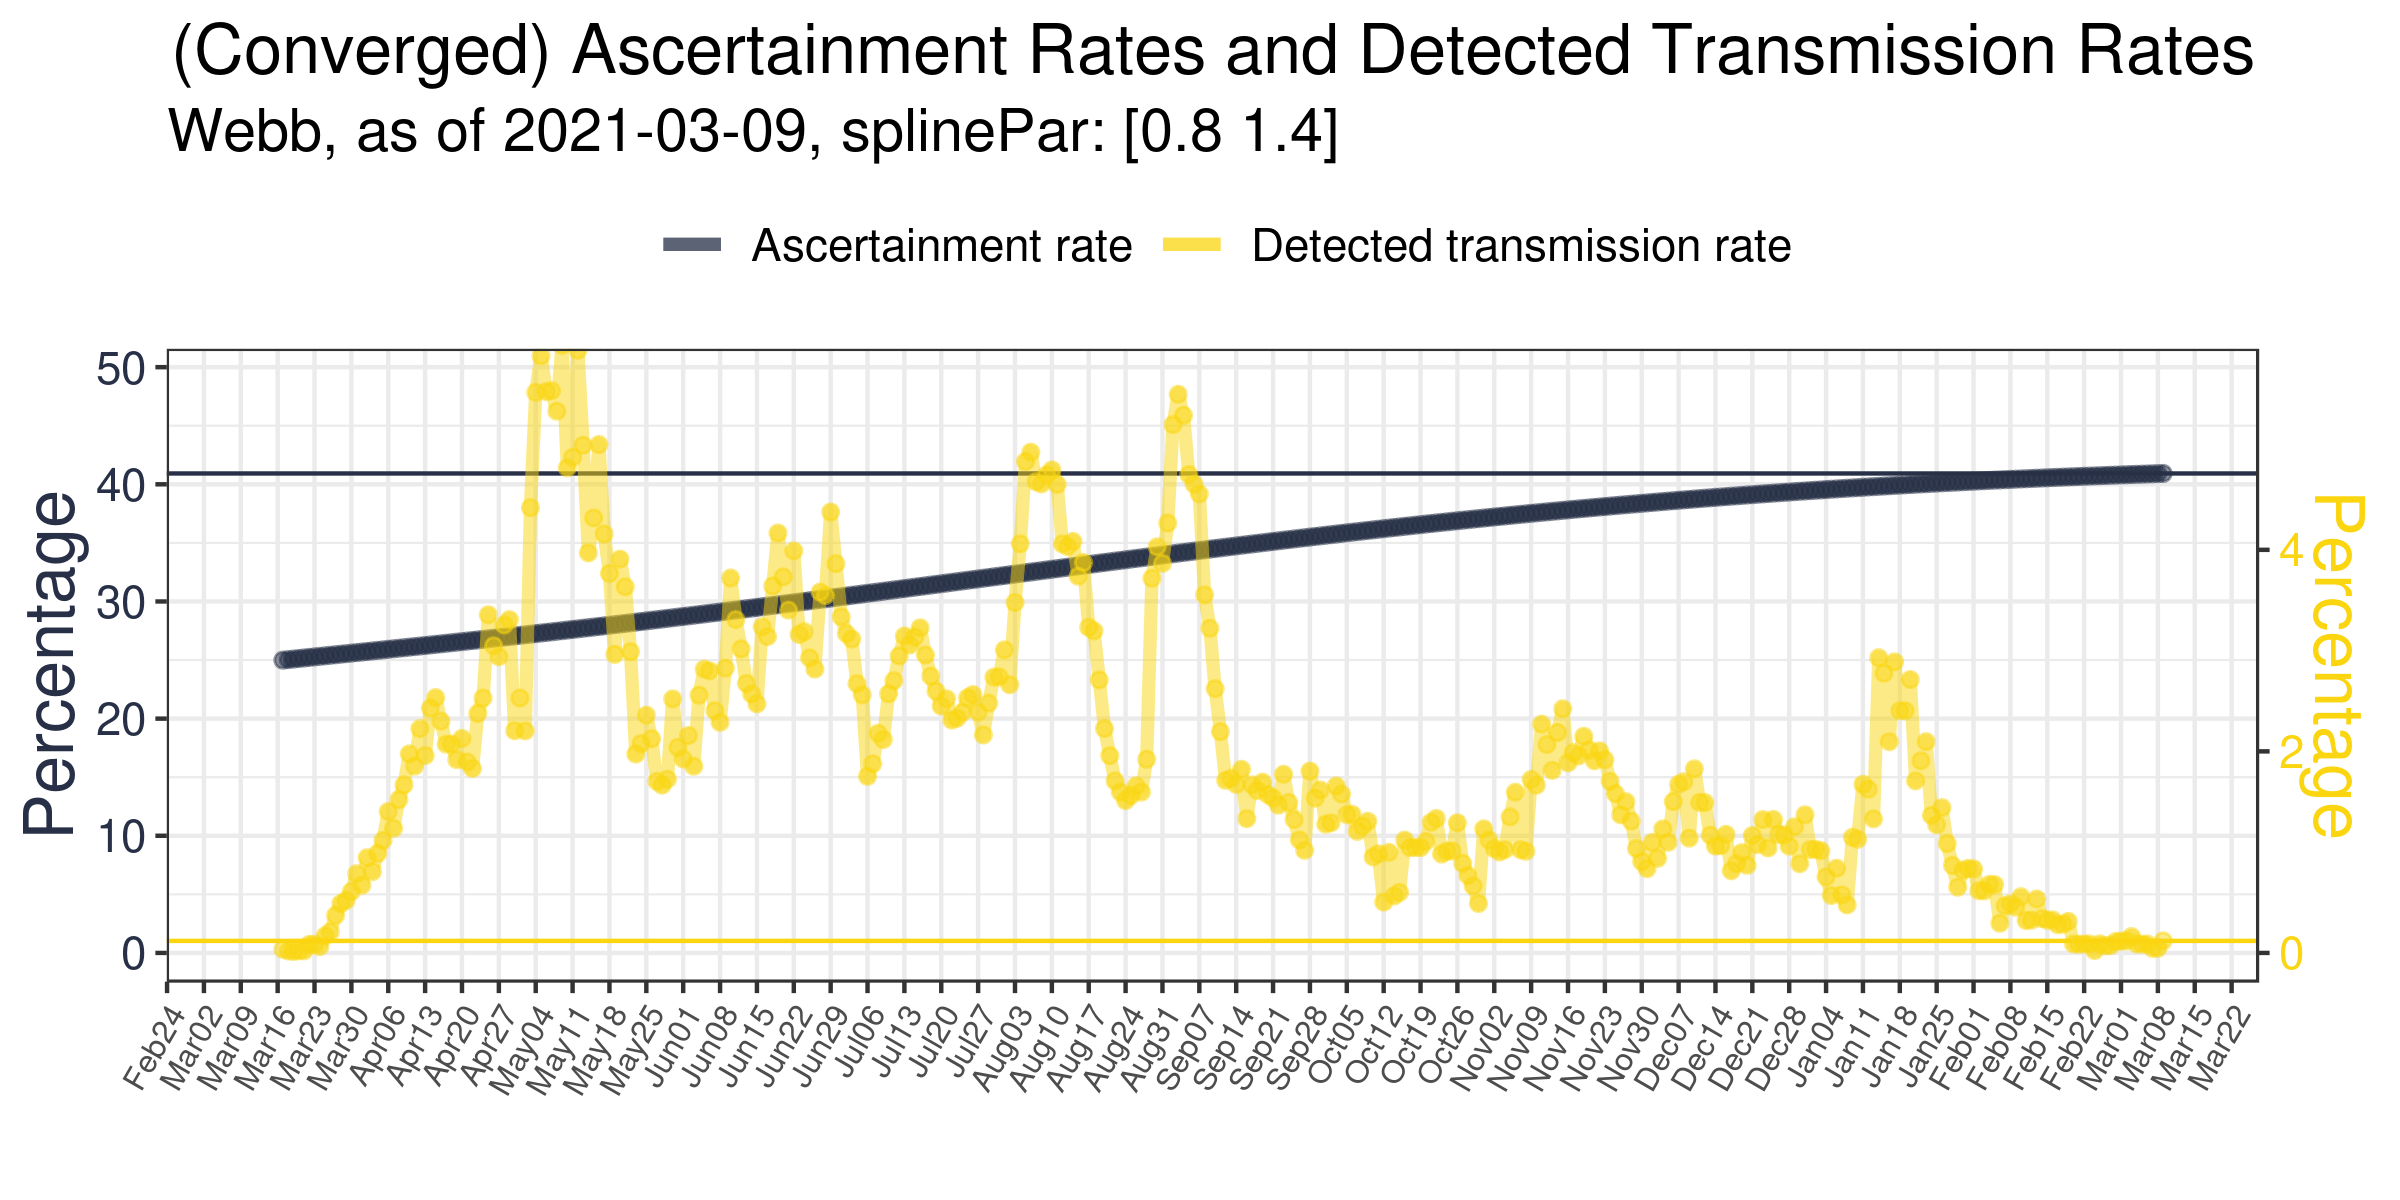 (Converged) Ascertainment Rates and Detected Transmission Rates
Webb, as of 2021-03-09, splinePar: [0.8 1.4]
Ascertainment rate
Detected transmission rate
Percentage
50
40
30
20
10
0
4
2
0
Percentage
Feb24
Mar02
Mar09
Mar16
Mar23
Mar30
Apr06
Apr13
Apr20
Apr27
May04
May11
May18
May25
Jun01
Jun08
Jun15
Jun22
Jun29
Jul06
Jul13
Jul20
Jul27
Aug03
Aug10
Aug17
Aug24
Aug31
Sep07
Sep14
Sep21
Sep28
Oct05
Oct12
Oct19
Oct26
Nov02
Nov09
Nov16
Nov23
Nov30
Dec07
Dec14
Dec21
Dec28
Jan04
Jan11
Jan18
Jan25
Feb01
Feb08
Feb15
Feb22
Mar01
Mar08
Mar15
Mar22